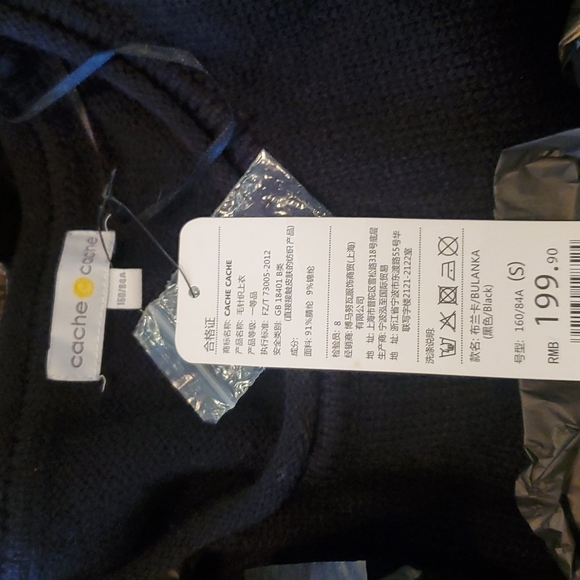 cache cache
160/84A
合格证
商标名称: CACHE CACHE
产品名称: 毛针织上衣
产品等级: 一等品
执行标准: FZ/T 73005-2012
安全类别: GB 18401 B类
(直接接触皮肤的纺织产品)
成分:
面料: 91%腈纶 9%锦纶
检验员: 8
经销商: 博马努瓦服饰商贸(上海)
有限公司
地 址: 上海市普陀区雪松路318号底层
生产商: 宁波泓至国际贸易
地 址: 浙江省宁波市东渡路55号华
联写字楼2121-2122室
洗涤说明:
款名: 布兰卡/BULANKA
(黑色/Black)
号型: 160/84A (S)
RMB 199.90